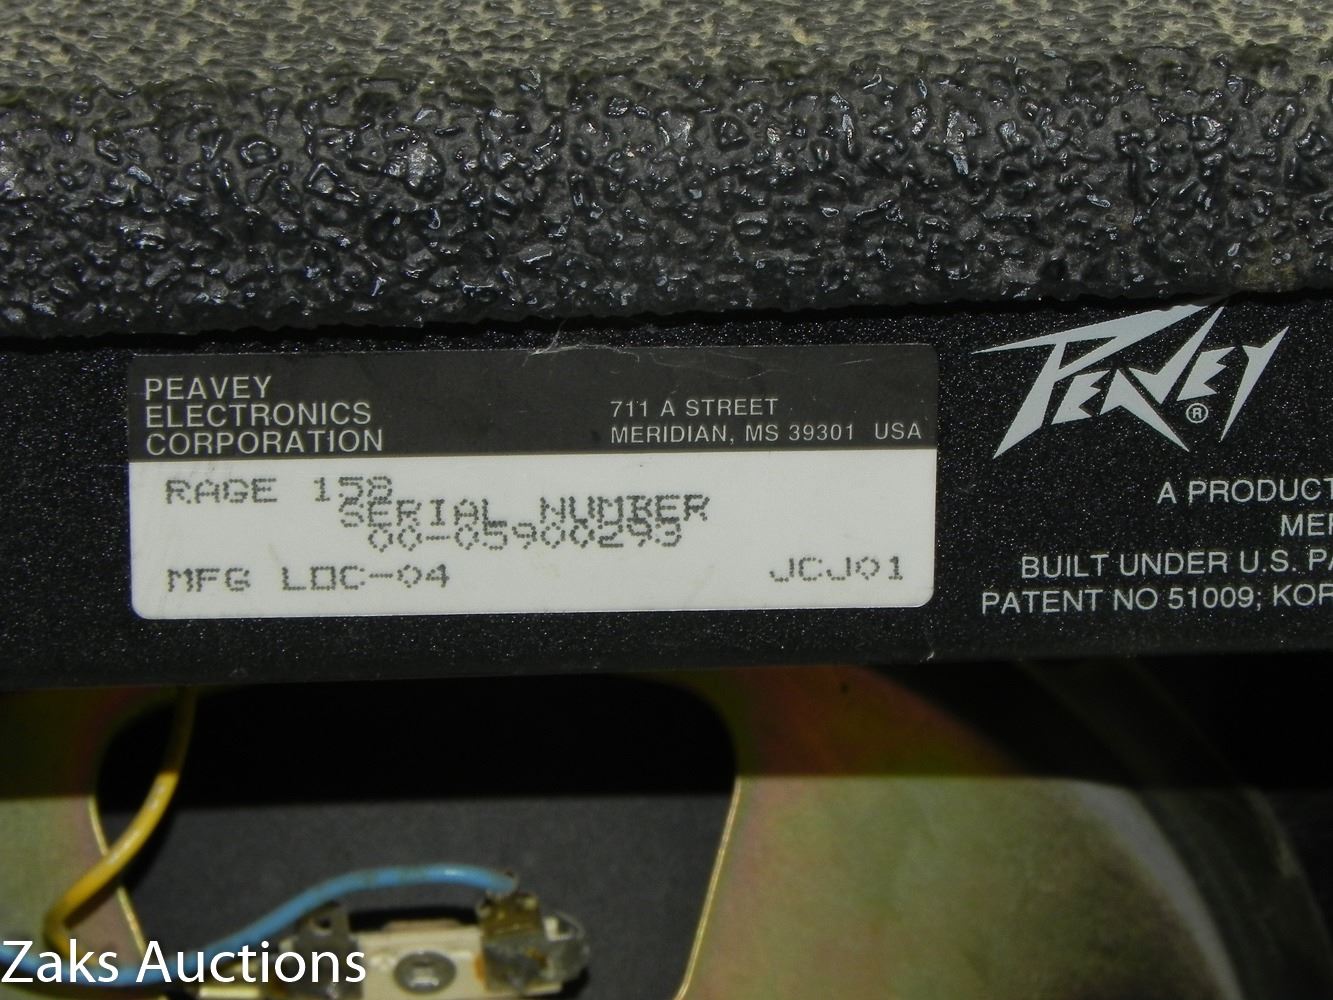 PEAVEY
ELECTRONICS
CORPORATION
711 A STREET
MERIDIAN, MS 39301 USA
RAGE 158
SERIAL NUMBER
00-05900293
MFG LOC-04
JCJ01
PEAVEY ®
A PRODUCT
MER
BUILT UNDER U.S. PA
PATENT NO 51009; KOR
Zaks Auctions